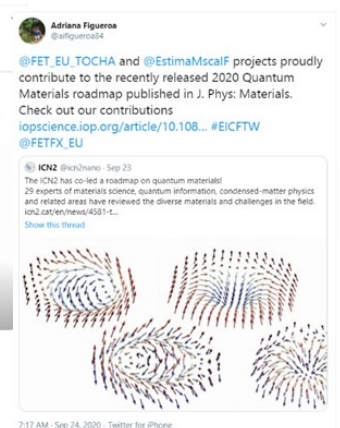 Adriana Figueroa
@aifigueroa84
@FET_EU_TOCHA and @EstimaMscaIF projects proudly
contribute to the recently released 2020 Quantum
Materials roadmap published in J. Phys: Materials.
Check out our contributions
iopscience.iop.org/article/10.108... #EICFTW
@FETFX_EU
ICN2 @icn2nano · Sep 23
The ICN2 has co-led a roadmap on quantum materials!
29 experts of materials science, quantum information, condensed-matter physics
and related areas have reviewed the diverse materials and challenges in the field.
icn2.cat/en/news/4581-t...
Show this thread
7:17 AM · Sep 24, 2020 · Twitter for iPhone